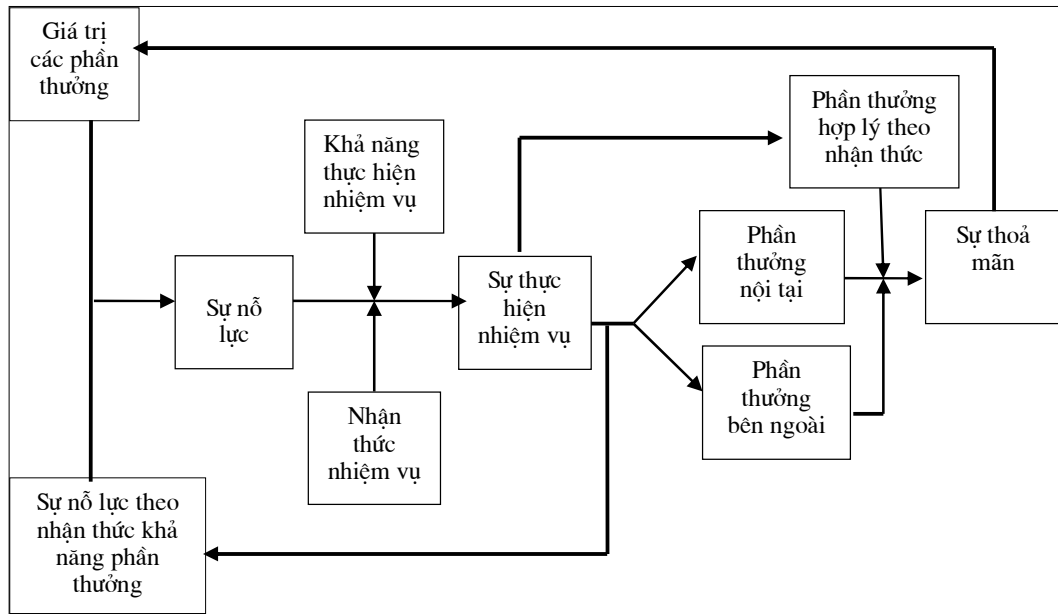 Giá trị
các phần
thưởng
Khả năng
thực hiện
nhiệm vụ
Phần thưởng
hợp lý theo
nhận thức
Sự nỗ
lực
Sự thực
hiện
nhiệm vụ
Phần
thưởng
nội tại
Sự thoả
mãn
Nhận
thức
nhiệm vụ
Phần
thưởng
bên ngoài
Sự nỗ lực theo
nhận thức khả
năng phần
thưởng